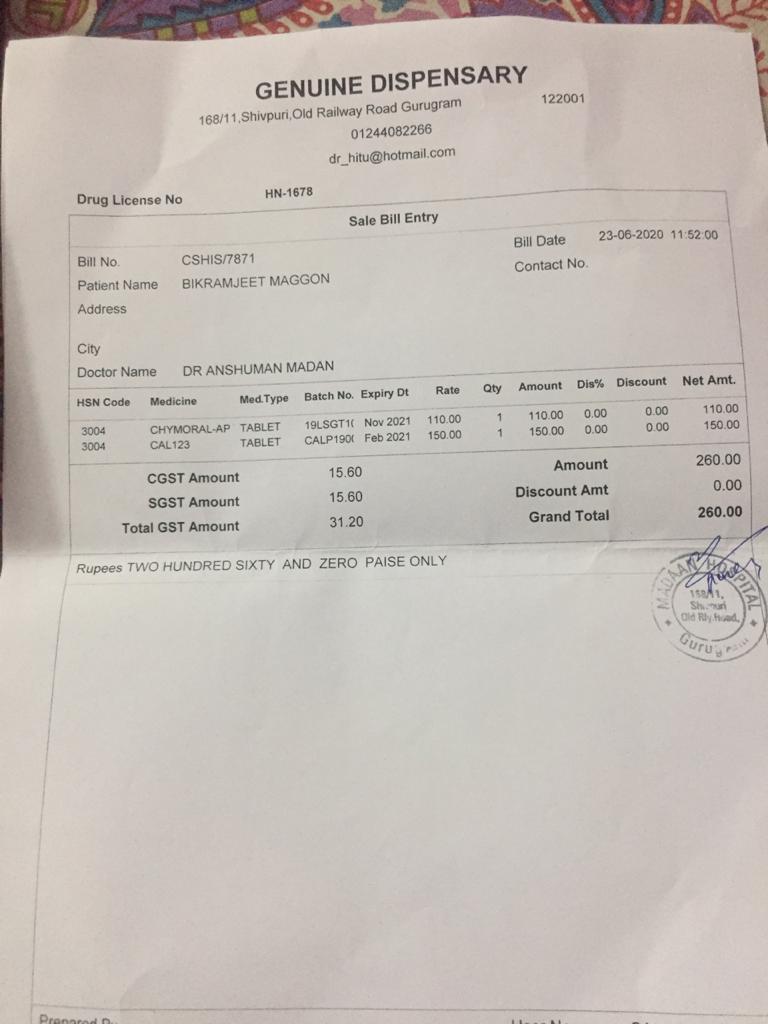 GENUINE DISPENSARY
168/11,Shivpuri,Old Railway Road Gurugram 122001
01244082266
dr_hitu@hotmail.com
Drug License No HN-1678
Sale Bill Entry
Bill No. CSHIS/7871 Bill Date 23-06-2020 11:52:00
Patient Name BIKRAMJEET MAGGON Contact No.
Address
City
Doctor Name DR ANSHUMAN MADAN
HSN Code Medicine Med.Type Batch No. Expiry Dt Rate Qty Amount Dis% Discount Net Amt.
3004 CHYMORAL-AP TABLET 19LSGT1( Nov 2021 110.00 1 110.00 0.00 0.00 110.00
3004 CAL123 TABLET CALP190( Feb 2021 150.00 1 150.00 0.00 0.00 150.00
CGST Amount 15.60 Amount 260.00
SGST Amount 15.60 Discount Amt 0.00
Total GST Amount 31.20 Grand Total 260.00
Rupees TWO HUNDRED SIXTY AND ZERO PAISE ONLY
MADAAN HOSPITAL
168/11,
Shivpuri
Old Rly.Road,
Gurugram
Prepared